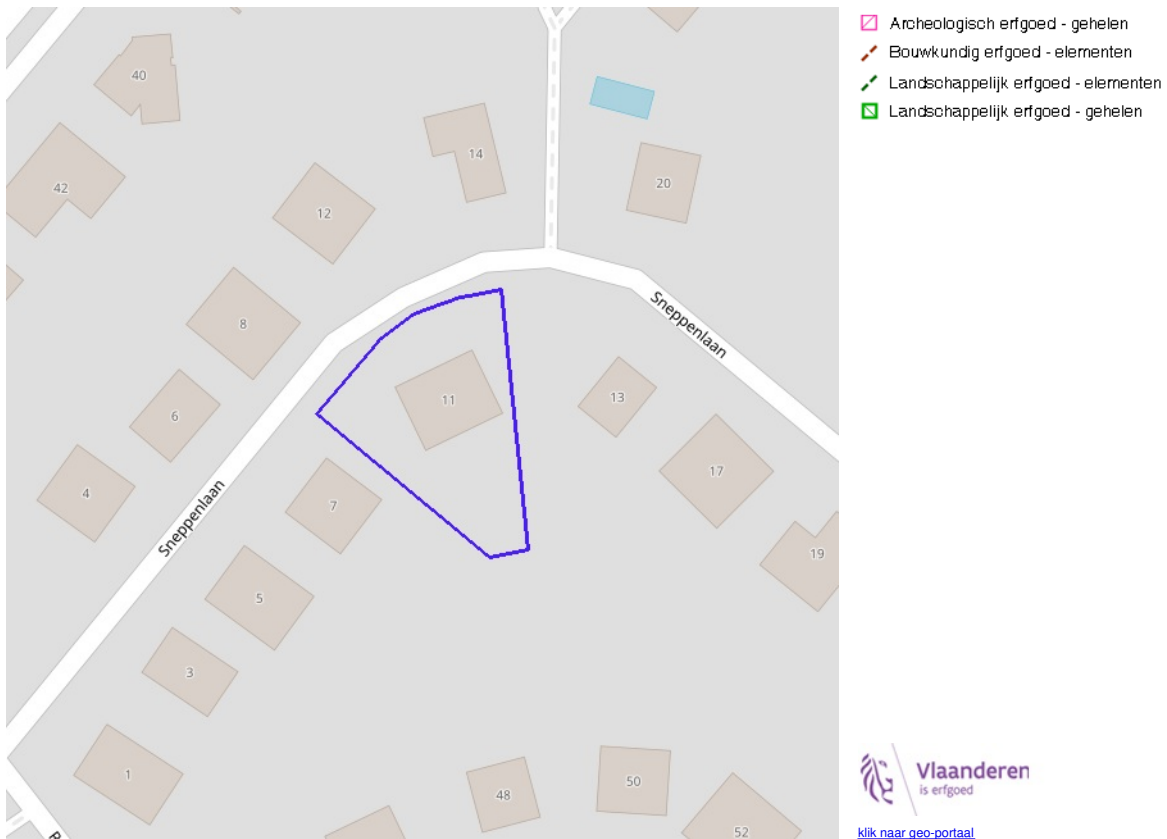 40
42
14
12
20
8
11
13
6
17
4
7
19
5
3
1
48
50
52
Sneppenlaan
Sneppenlaan
Archeologisch erfgoed - gehelen
Bouwkundig erfgoed - elementen
Landschappelijk erfgoed - elementen
Landschappelijk erfgoed - gehelen
Vlaanderen
is erfgoed
klik naar geo-portaal